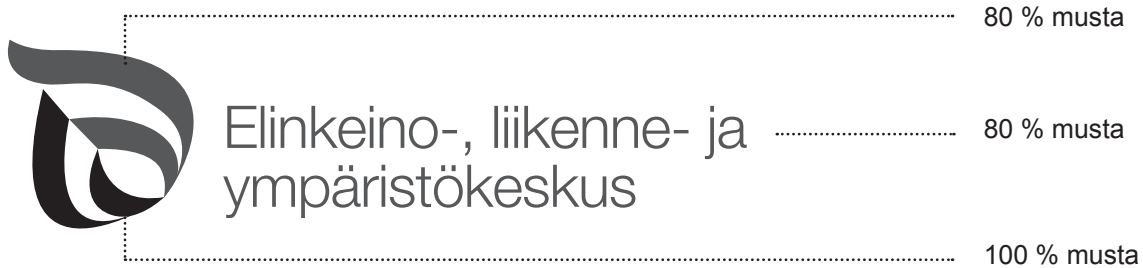 80 % musta
Elinkeino-, liikenne- ja
ympäristökeskus
80 % musta
100 % musta